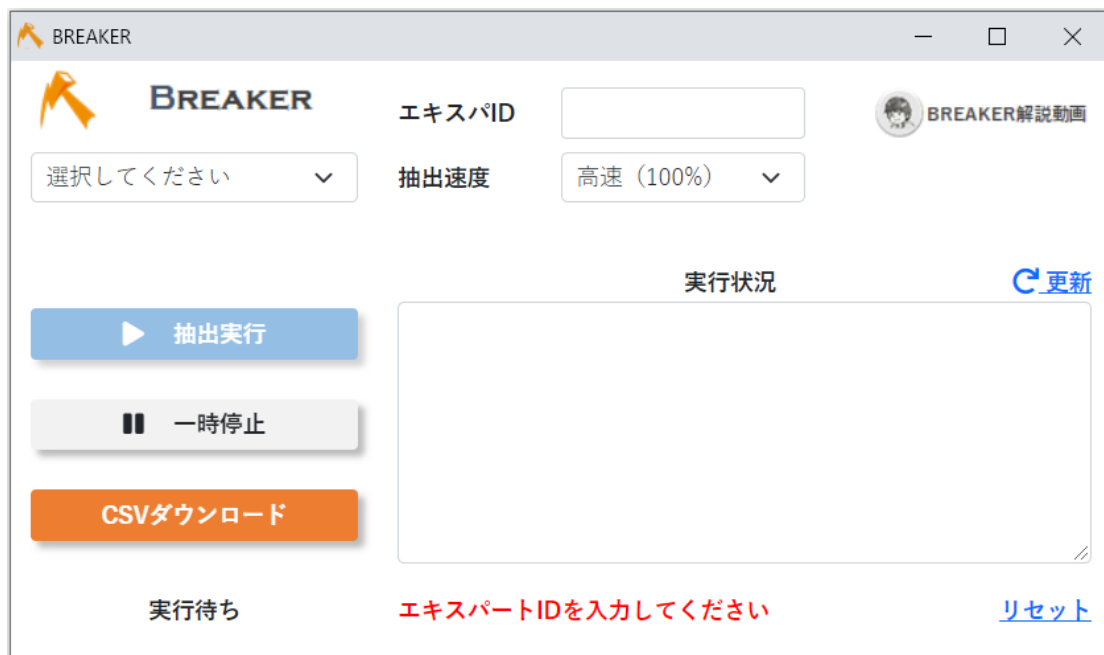 BREAKER
BREAKER
エキスパID
BREAKER解説動画
選択してください
抽出速度
高速（100%）
実行状況
更新
抽出実行
一時停止
CSVダウンロード
実行待ち
エキスパートIDを入力してください
リセット